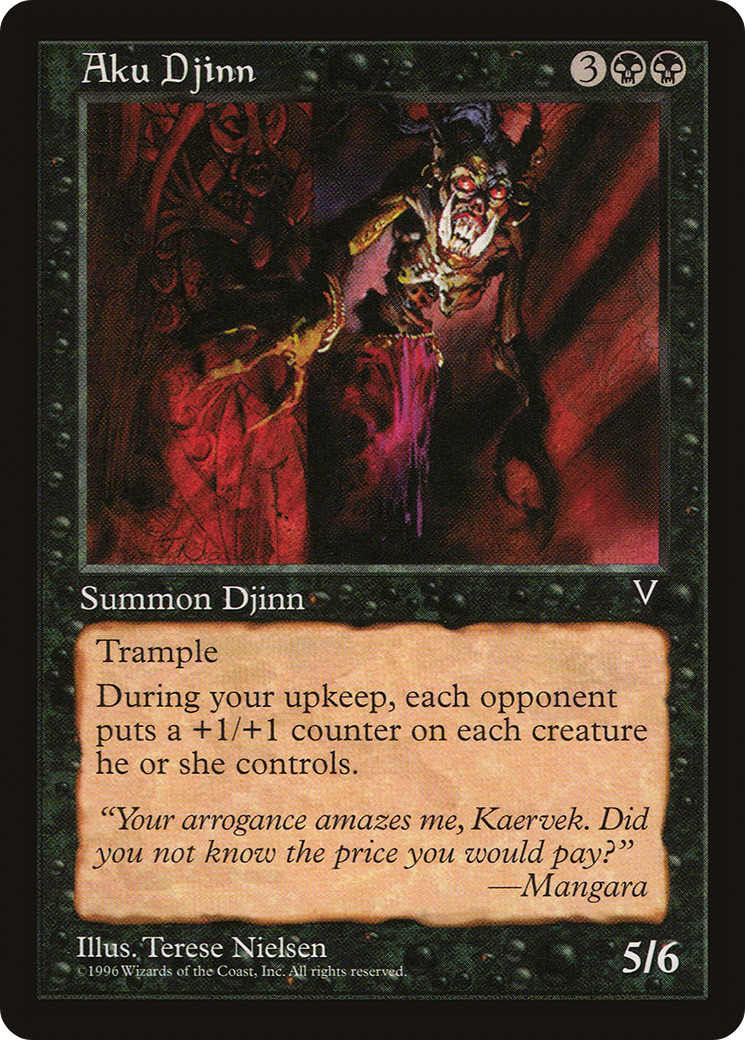 Aku Djinn
3
Summon Djinn
V
Trample
During your upkeep, each opponent
puts a +1/+1 counter on each creature
he or she controls.
“Your arrogance amazes me, Kaervek. Did
you not know the price you would pay?”
—Mangara
Illus. Terese Nielsen
©1996 Wizards of the Coast, Inc. All rights reserved.
5/6